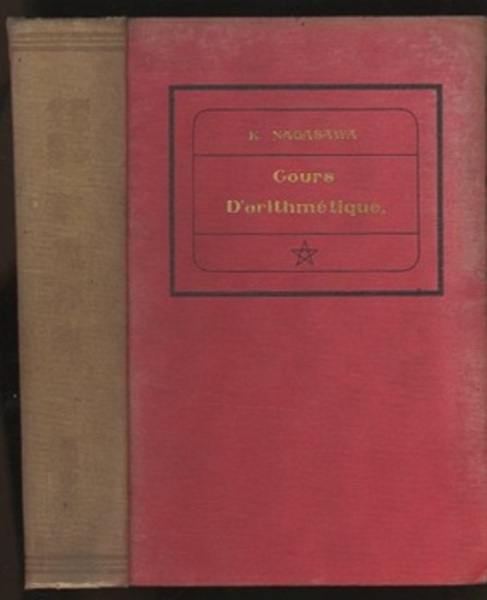 K. NAGASAWA
Cours
D'arithmétique.